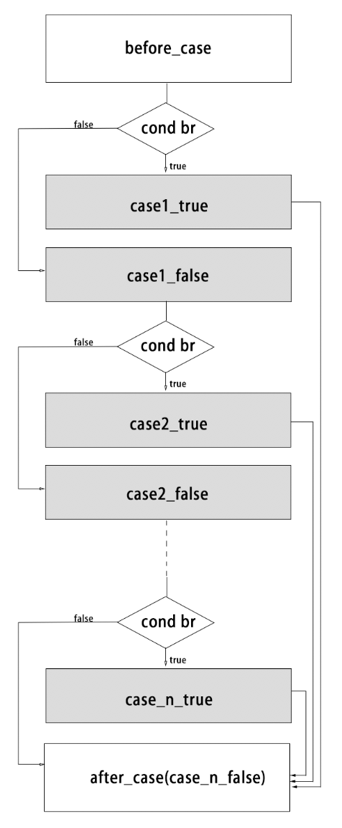 before_case
cond br
false
true
case1_true
case1_false
cond br
false
true
case2_true
case2_false
cond br
false
true
case_n_true
after_case(case_n_false)